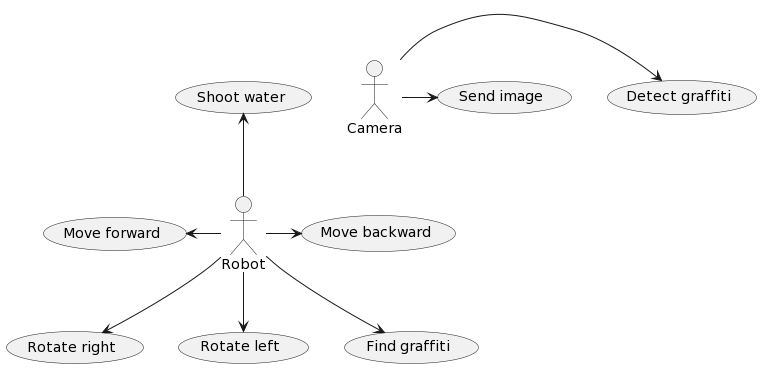 Shoot water
Camera
Send image
Detect graffiti
Move forward
Robot
Move backward
Rotate right
Rotate left
Find graffiti